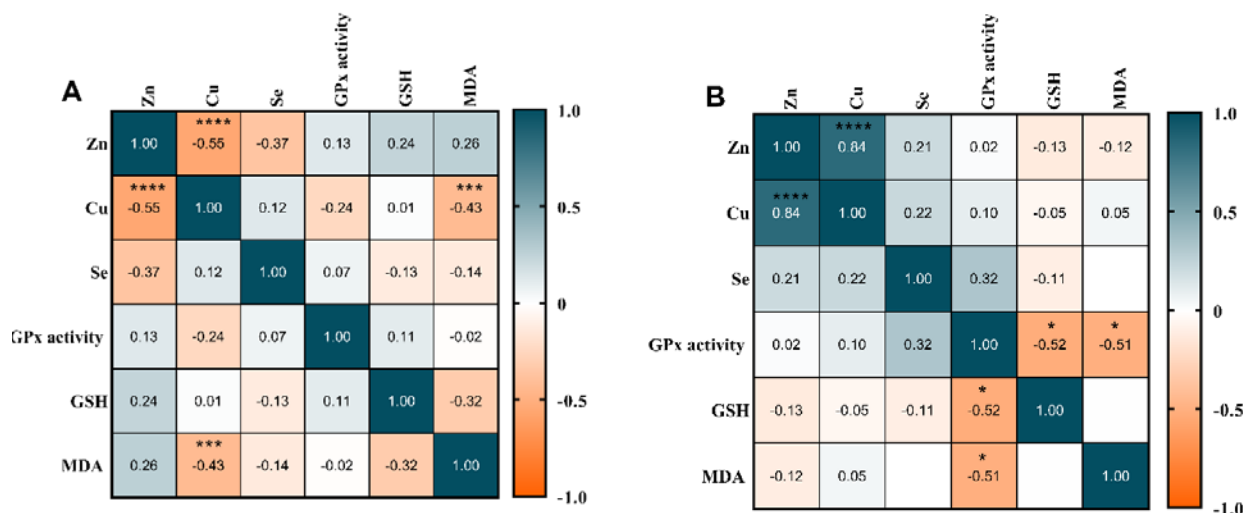 A
Zn Cu Se GPx activity GSH MDA
Zn 1.00 **** -0.55 -0.37 0.13 0.24 0.26
Cu **** -0.55 1.00 0.12 -0.24 0.01 *** -0.43
Se -0.37 0.12 1.00 0.07 -0.13 -0.14
GPx activity 0.13 -0.24 0.07 1.00 0.11 -0.02
GSH 0.24 0.01 -0.13 0.11 1.00 -0.32
MDA 0.26 *** -0.43 -0.14 -0.02 -0.32 1.00
1.0
0.5
0
-0.5
-1.0
B
Zn Cu Se GPx activity GSH MDA
Zn 1.00 **** 0.84 0.21 0.02 -0.13 -0.12
Cu **** 0.84 1.00 0.22 0.10 -0.05 0.05
Se 0.21 0.22 1.00 0.32 -0.11
GPx activity 0.02 0.10 0.32 1.00 * -0.52 * -0.51
GSH -0.13 -0.05 -0.11 * -0.52 1.00
MDA -0.12 0.05 * -0.51 1.00
1.0
0.5
0
-0.5
-1.0